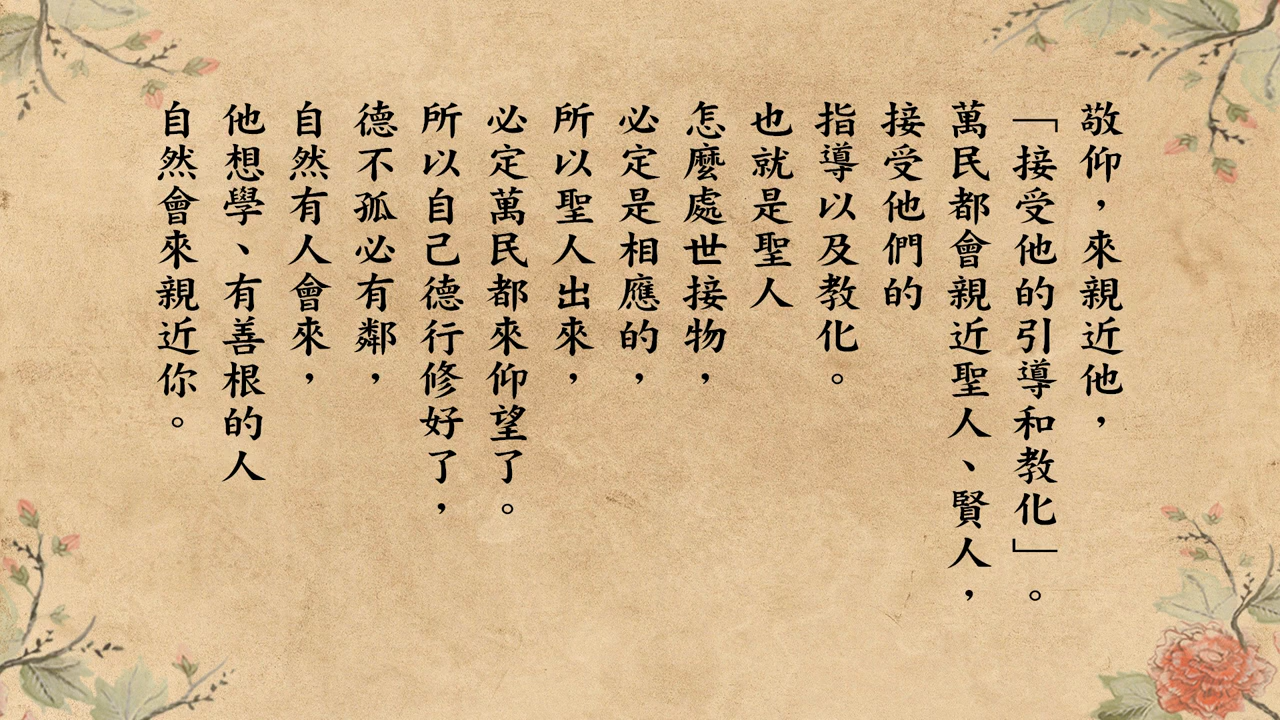 敬仰，來親近他，
「接受他的引導和教化」。
萬民都會親近聖人、賢人，
接受他們的
指導以及教化。
也就是聖人
怎麼處世接物，
必定是相應的，
所以聖人出來，
必定萬民都來仰望了。
所以自己德行修好了，
德不孤必有鄰，
自然有人會來，
他想學、有善根的人
自然會來親近你。